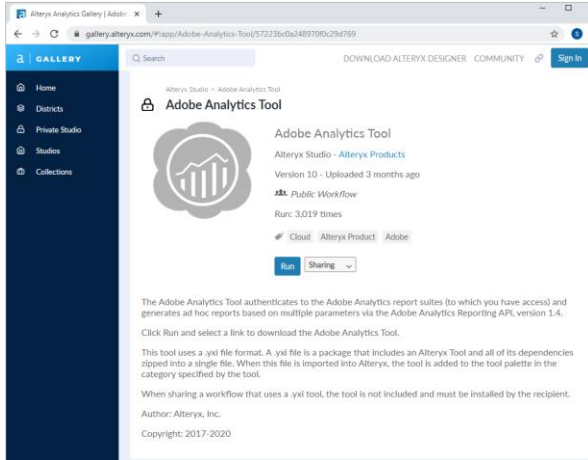 Alteryx Analytics Gallery | Adobe
gallery.alteryx.com/#!app/Adobe-Analytics-Tool/57223bc0a248970f0c29d769
S
a GALLERY
Search
DOWNLOAD ALTERYX DESIGNER COMMUNITY
Sign In
Home
Districts
Private Studio
Studios
Collections
Alteryx Studio > Adobe Analytics Tool
Adobe Analytics Tool
Adobe Analytics Tool
Alteryx Studio - Alteryx Products
Version 10 - Uploaded 3 months ago
Public Workflow
Run: 3,019 times
Cloud Alteryx Product Adobe
Run Sharing
The Adobe Analytics Tool authenticates to the Adobe Analytics report suites (to which you have access) and
generates ad hoc reports based on multiple parameters via the Adobe Analytics Reporting API, version 1.4.
Click Run and select a link to download the Adobe Analytics Tool.
This tool uses a .yxi file format. A .yxi file is a package that includes an Alteryx Tool and all of its dependencies
zipped into a single file. When this file is imported into Alteryx, the tool is added to the tool palette in the
category specified by the tool.
When sharing a workflow that uses a .yxi tool, the tool is not included and must be installed by the recipient.
Author: Alteryx, Inc.
Copyright: 2017-2020